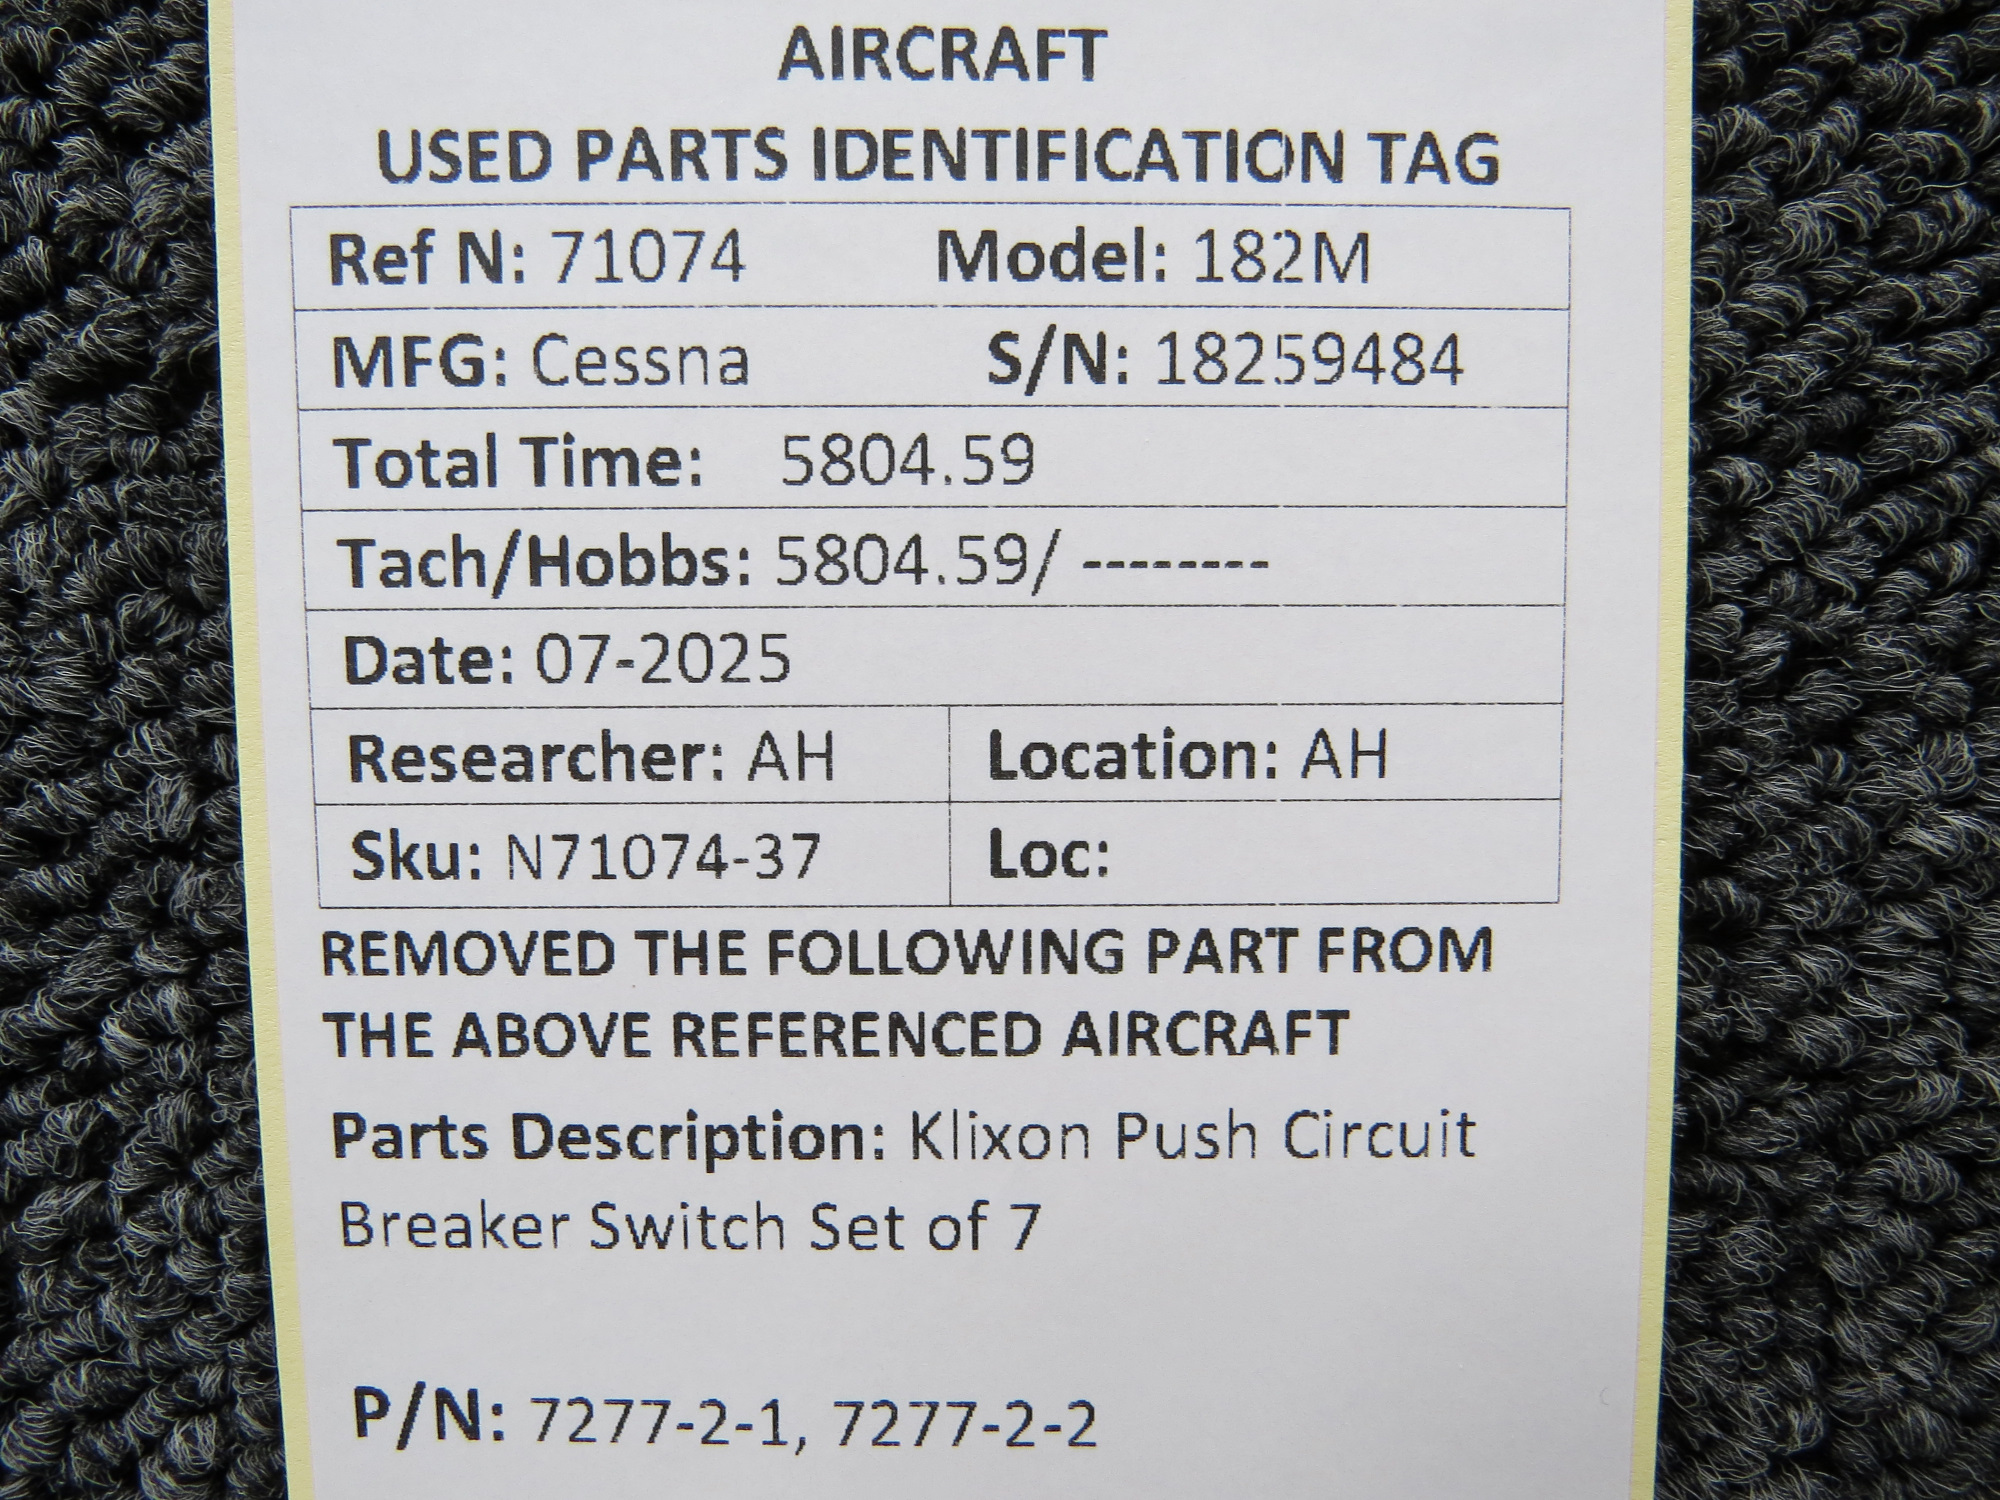 AIRCRAFT
USED PARTS IDENTIFICATION TAG
Ref N: 71074 Model: 182M
MFG: Cessna S/N: 18259484
Total Time: 5804.59
Tach/Hobbs: 5804.59/ --------
Date: 07-2025
Researcher: AH Location: AH
Sku: N71074-37 Loc:
REMOVED THE FOLLOWING PART FROM
THE ABOVE REFERENCED AIRCRAFT
Parts Description: Klixon Push Circuit
Breaker Switch Set of 7
P/N: 7277-2-1, 7277-2-2